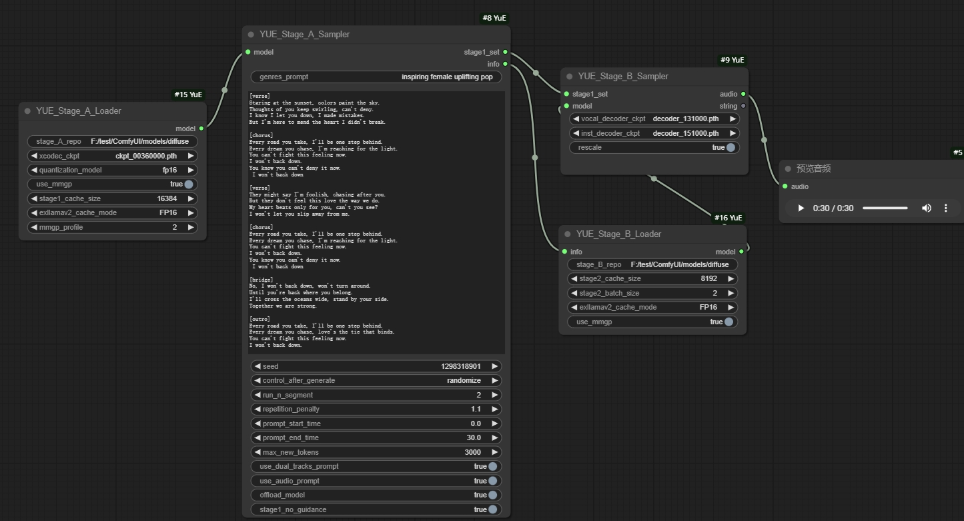 #8 YuE
YUE_Stage_A_Sampler
model
stage1_set
info
genres_prompt
inspiring female uplifting pop
[verse]
Staring at the sunset, colors paint the sky.
Thoughts of you keep swirling, can't deny.
I know I let you down, I made mistakes.
But I'm here to mend the heart I didn't break.
[chorus]
Every road you take, I'll be one step behind.
Every dream you chase, I'm reaching for the light.
You can't fight this feeling now.
I won't back down.
You know you can't deny it now.
I won't back down.
[verse]
They might say I'm foolish, chasing after you.
But they don't feel this love the way we do.
My heart beats only for you, can't you see?
I won't let you slip away from me.
[chorus]
Every road you take, I'll be one step behind.
Every dream you chase, I'm reaching for the light.
You can't fight this feeling now.
I won't back down.
You know you can't deny it now.
I won't back down
[bridge]
No, I won't back down, won't turn around.
Until you're back where you belong.
I'll cross the oceans wide, stand by your side.
Together we are strong.
[outro]
Every road you take, I'll be one step behind.
Every dream you chase, love's the tie that binds.
You can't fight this feeling now.
I won't back down.
seed 1298318901
control_after_generate randomize
run_n_segment 2
repetition_penalty 1.1
prompt_start_time 0.0
prompt_end_time 30.0
max_new_tokens 3000
use_dual_tracks_prompt true
use_audio_prompt true
offload_model true
stage1_no_guidance true
#15 YuE
YUE_Stage_A_Loader
model
stage_A_repo F:/test/ComfyUI/models/diffuse
xcodec_ckpt ckpt_00360000.pth
quantization_model fp16
use_mmgp true
stage1_cache_size 16384
exllamav2_cache_mode FP16
mmgp_profile 2
#9 YuE
YUE_Stage_B_Sampler
stage1_set
audio
model
string
vocal_decoder_ckpt decoder_131000.pth
inst_decoder_ckpt decoder_151000.pth
rescale true
#16 YuE
YUE_Stage_B_Loader
info
model
stage_B_repo F:/test/ComfyUI/models/diffuse
stage2_cache_size 8192
stage2_batch_size 2
exllamav2_cache_mode FP16
use_mmgp true
#5
预览音频
audio
0:30 / 0:30